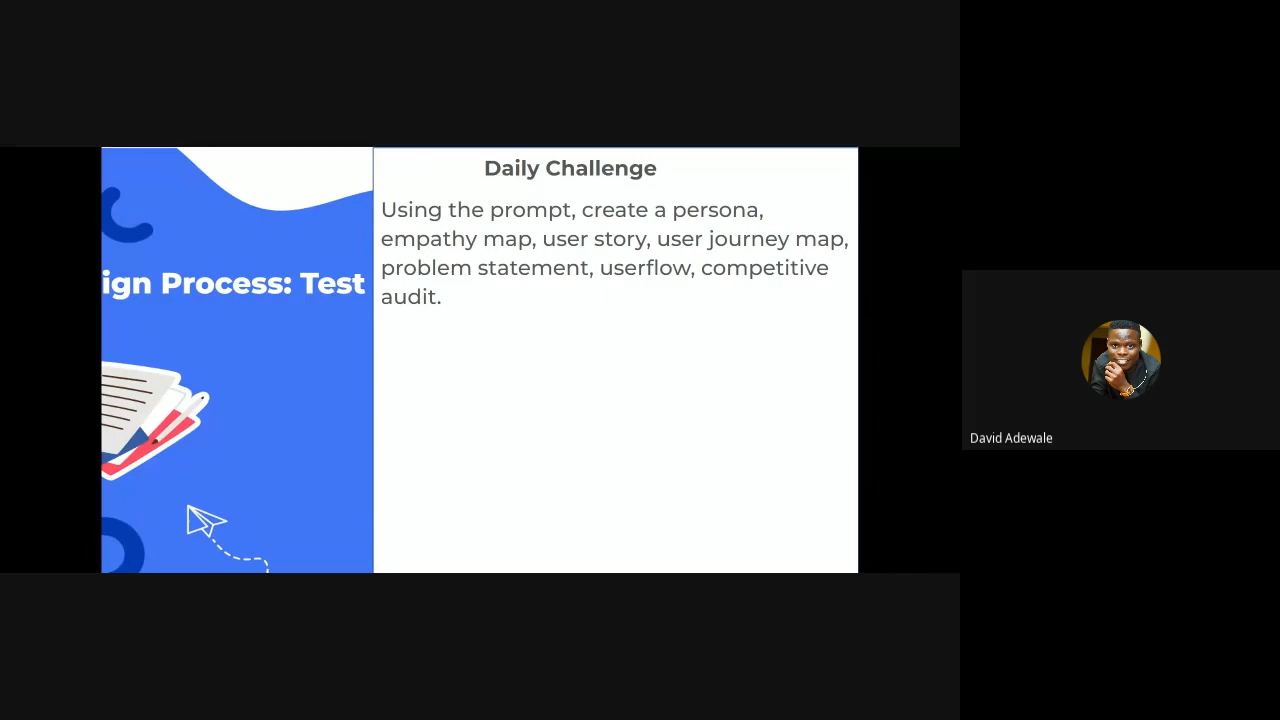 Daily Challenge
Using the prompt, create a persona,
empathy map, user story, user journey map,
problem statement, userflow, competitive
audit.
ign Process: Test
David Adewale